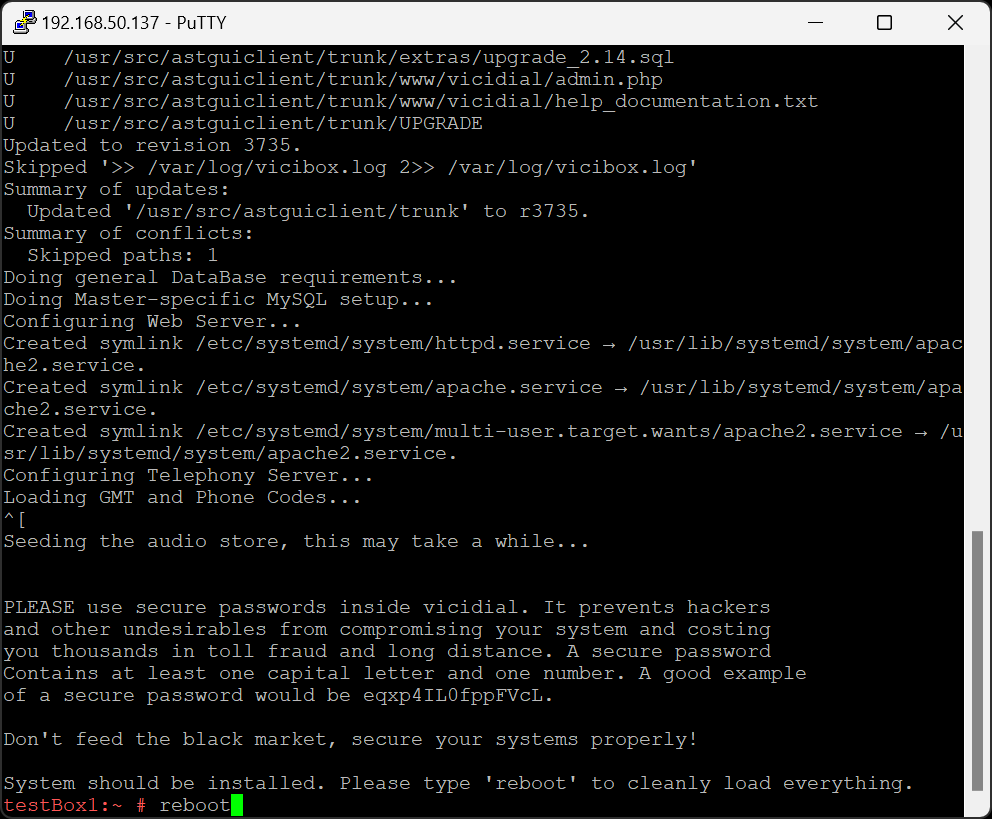 192.168.50.137 - PuTTY
U    /usr/src/astguiclient/trunk/extras/upgrade_2.14.sql
U    /usr/src/astguiclient/trunk/www/vicidial/admin.php
U    /usr/src/astguiclient/trunk/www/vicidial/help_documentation.txt
U    /usr/src/astguiclient/trunk/UPGRADE
Updated to revision 3735.
Skipped '>> /var/log/vicibox.log 2>> /var/log/vicibox.log'
Summary of updates:
  Updated '/usr/src/astguiclient/trunk' to r3735.
Summary of conflicts:
  Skipped paths: 1
Doing general DataBase requirements...
Doing Master-specific MySQL setup...
Configuring Web Server...
Created symlink /etc/systemd/system/httpd.service → /usr/lib/systemd/system/apac
he2.service.
Created symlink /etc/systemd/system/apache.service → /usr/lib/systemd/system/apa
che2.service.
Created symlink /etc/systemd/system/multi-user.target.wants/apache2.service → /u
sr/lib/systemd/system/apache2.service.
Configuring Telephony Server...
Loading GMT and Phone Codes...
^[
Seeding the audio store, this may take a while...
PLEASE use secure passwords inside vicidial. It prevents hackers
and other undesirables from compromising your system and costing
you thousands in toll fraud and long distance. A secure password
Contains at least one capital letter and one number. A good example
of a secure password would be eqxp4IL0fppFVcL.
Don't feed the black market, secure your systems properly!
System should be installed. Please type 'reboot' to cleanly load everything.
testBox1:~ # reboot